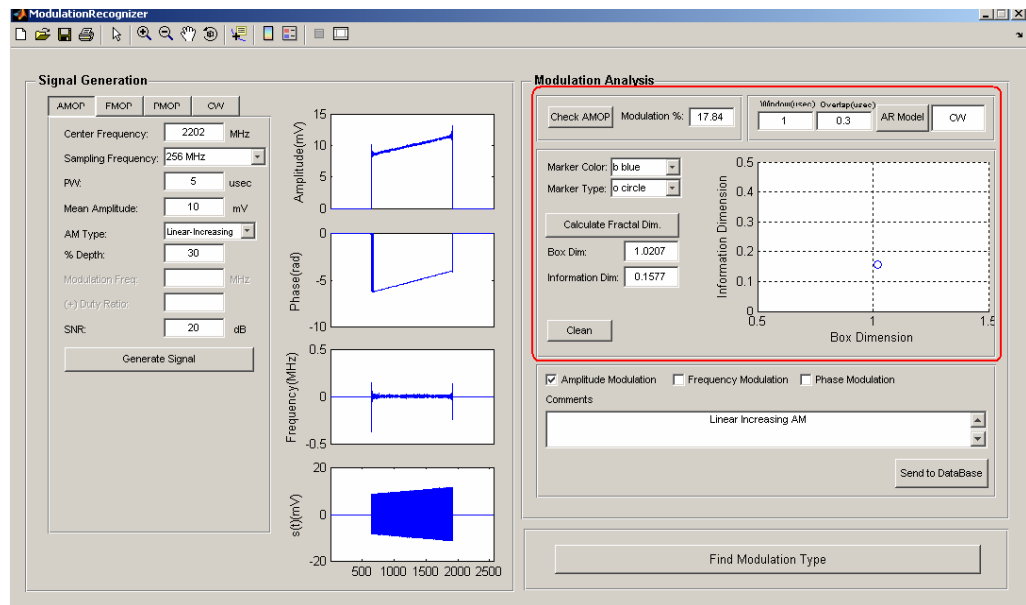 ModulationRecognizer
Signal Generation
AMOP FMOP PMOP CW
Center Frequency: 2202 MHz
Sampling Frequency: 256 MHz
PW: 5 usec
Mean Amplitude: 10 mV
AM Type: Linear-Increasing
% Depth: 30
Modulation Freq: MHz
(+) Duty Ratio:
SNR: 20 dB
Generate Signal
15
10
5
0
Amplitude(mV)
0
-5
-10
Phase(rad)
0.5
0
-0.5
Frequency(MHz)
20
0
-20
s(t)(mV)
500 1000 1500 2000 2500
Modulation Analysis
Check AMOP Modulation %: 17.84
Window(usec) Overlap(usec)
1 0.3 AR Model CW
Marker Color: b blue
Marker Type: o circle
Calculate Fractal Dim.
Box Dim: 1.0207
Information Dim: 0.1577
Clean
0.5
0.4
0.3
0.2
0.1
0
Information Dimension
0.5 1 1.5
Box Dimension
Amplitude Modulation Frequency Modulation Phase Modulation
Comments
Linear Increasing AM
Send to DataBase
Find Modulation Type